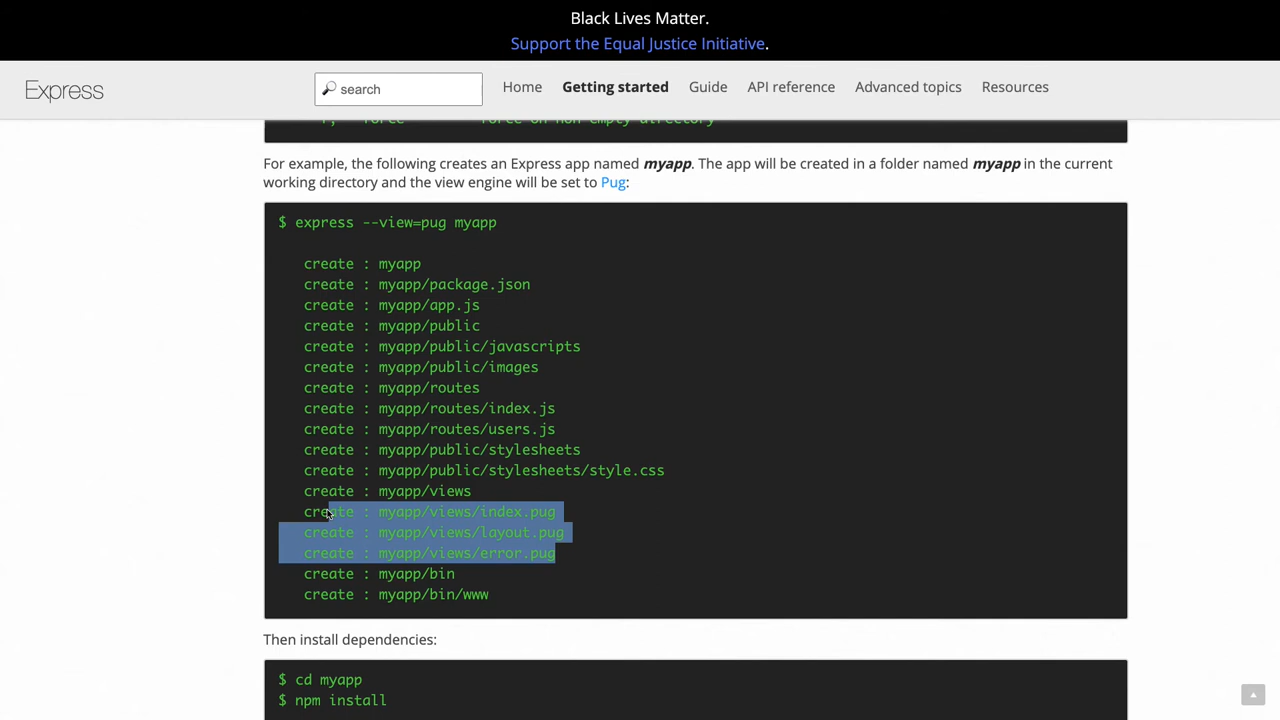 Black Lives Matter.
Support the Equal Justice Initiative.
Express
search
Home
Getting started
Guide
API reference
Advanced topics
Resources
force on non-empty directory
For example, the following creates an Express app named myapp. The app will be created in a folder named myapp in the current
working directory and the view engine will be set to Pug:
$ express --view=pug myapp
create : myapp
create : myapp/package.json
create : myapp/app.js
create : myapp/public
create : myapp/public/javascripts
create : myapp/public/images
create : myapp/routes
create : myapp/routes/index.js
create : myapp/routes/users.js
create : myapp/public/stylesheets
create : myapp/public/stylesheets/style.css
create : myapp/views
create : myapp/views/index.pug
create : myapp/views/layout.pug
create : myapp/views/error.pug
create : myapp/bin
create : myapp/bin/www
Then install dependencies:
$ cd myapp
$ npm install